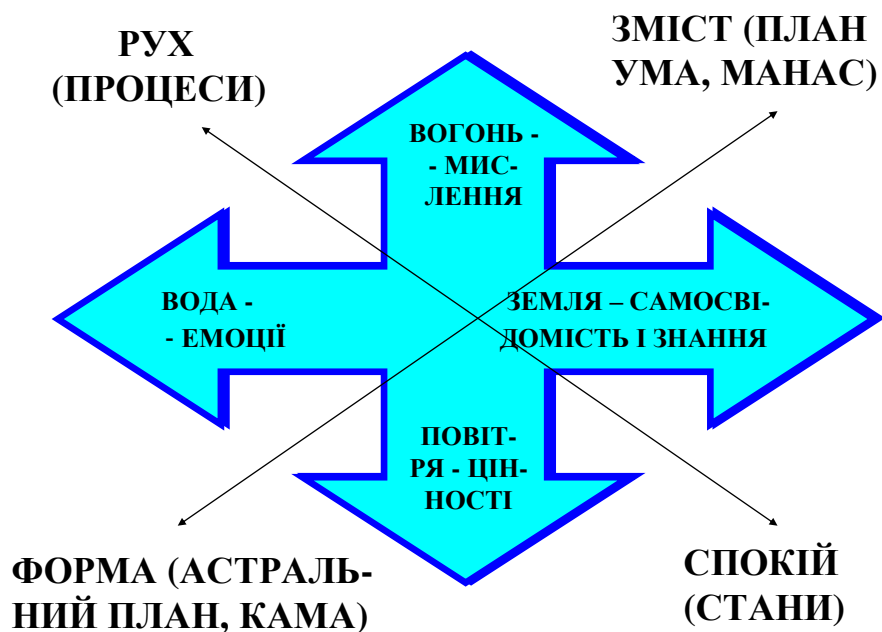 РУХ
(ПРОЦЕСИ)
ЗМІСТ (ПЛАН
УМА, МАНАС)
ВОГОНЬ -
- МИС-
ЛЕННЯ
ВОДА -
- ЕМОЦІЇ
ЗЕМЛЯ – САМОСВІ-
ДОМІСТЬ І ЗНАННЯ
ПОВІТ-
РЯ - ЦІН-
НОСТІ
ФОРМА (АСТРАЛЬ-
НИЙ ПЛАН, КАМА)
СПОКІЙ
(СТАНИ)